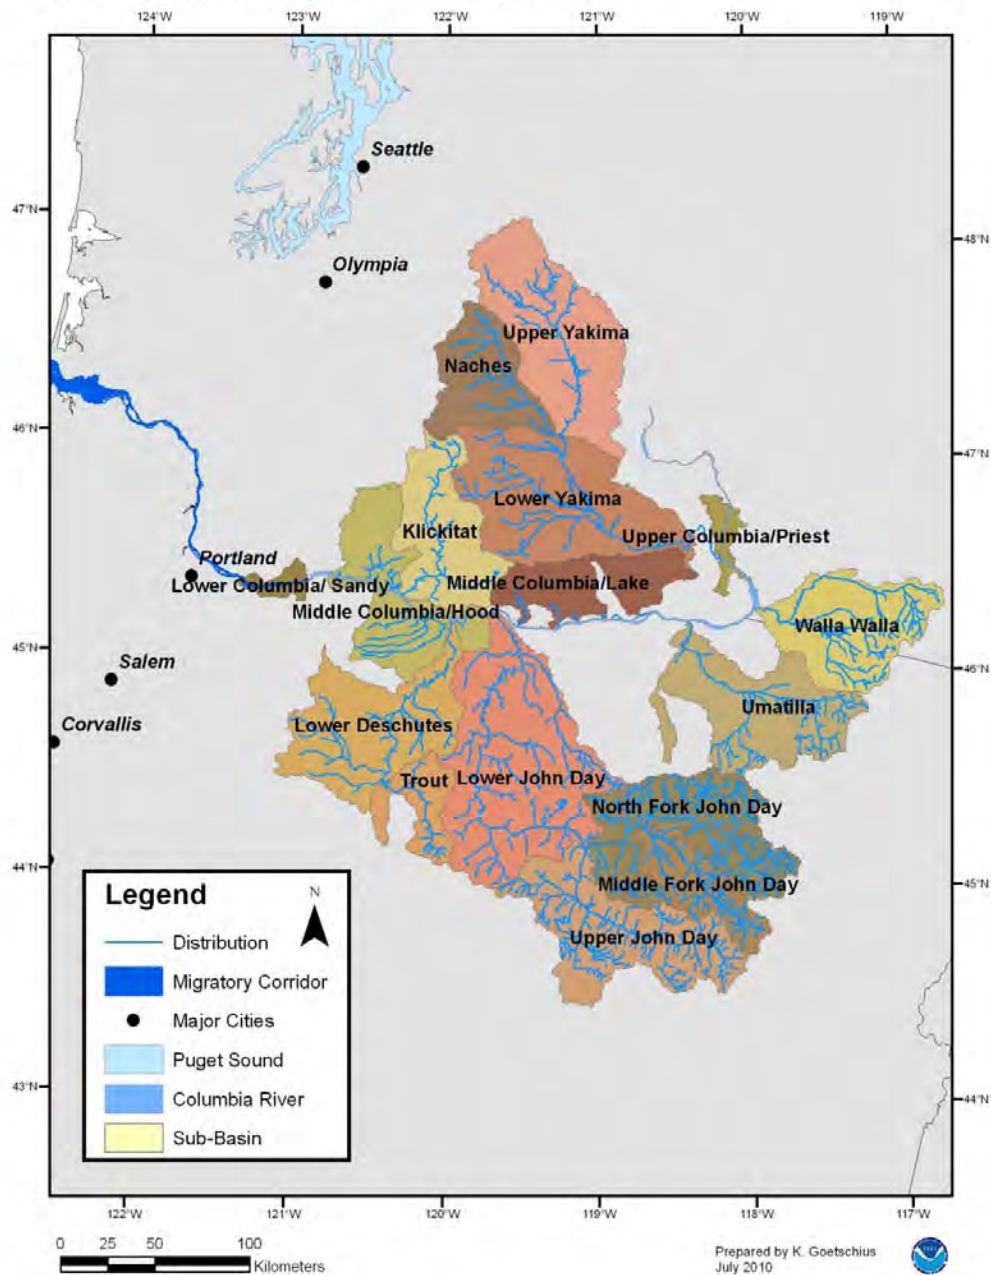 124°W 123°W 122°W 121°W 120°W 119°W
Seattle
47°N
48°N
Olympia
Upper Yakima
Naches
46°N
47°N
Lower Yakima
Klickitat
Upper Columbia/Priest
Portland
Lower Columbia/ Sandy
Middle Columbia/Lake
Middle Columbia/Hood
Walla Walla
45°N
46°N
Salem
Umatilla
Corvallis
Lower Deschutes
Trout
Lower John Day
North Fork John Day
44°N
45°N
Middle Fork John Day
Upper John Day
Legend
N
Distribution
Migratory Corridor
Major Cities
Puget Sound
Columbia River
Sub-Basin
43°N
44°N
122°W 121°W 120°W 119°W 118°W 117°W
0 25 50 100
Kilometers
Prepared by K. Goetschius
July 2010